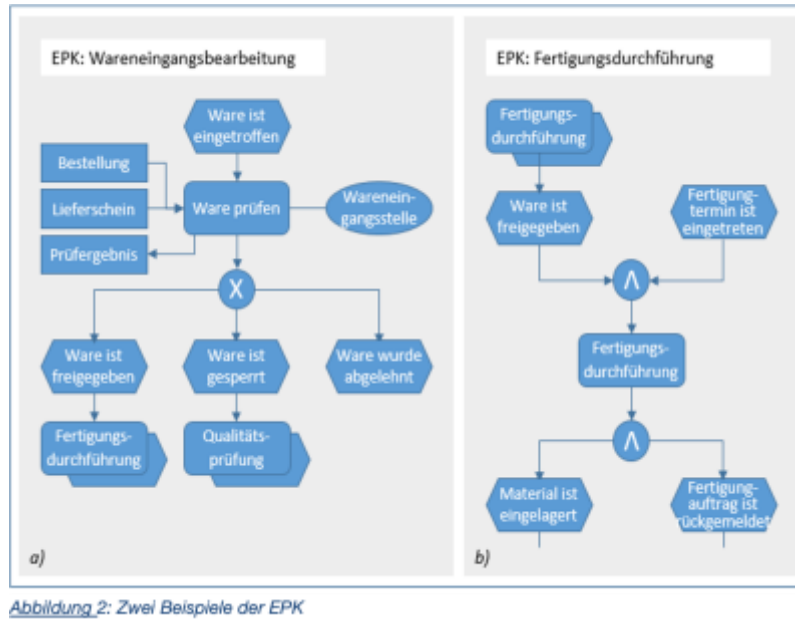 EPK: Wareneingangsbearbeitung
Ware ist
eingetroffen
Bestellung
Lieferschein
Prüfergebnis
Ware prüfen
Warenein-
gangsstelle
X
Ware ist
freigegeben
Ware ist
gesperrt
Ware wurde
abgelehnt
Fertigungs-
durchführung
Qualitäts-
prüfung
a)
EPK: Fertigungsdurchführung
Fertigungs-
durchführung
Ware ist
freigegeben
Fertigung-
termin ist
eingetreten
Λ
Fertigungs-
durchführung
Λ
Material ist
eingelagert
Fertigung-
auftrag ist
rückgemeldet
b)
Abbildung 2: Zwei Beispiele der EPK